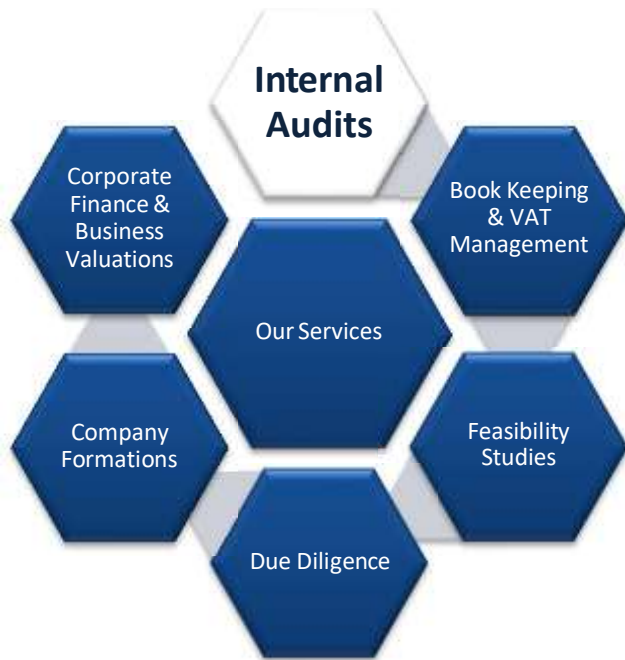 Internal
Audits
Corporate
Finance &
Business
Valuations
Book Keeping
& VAT
Management
Our Services
Company
Formations
Feasibility
Studies
Due Diligence